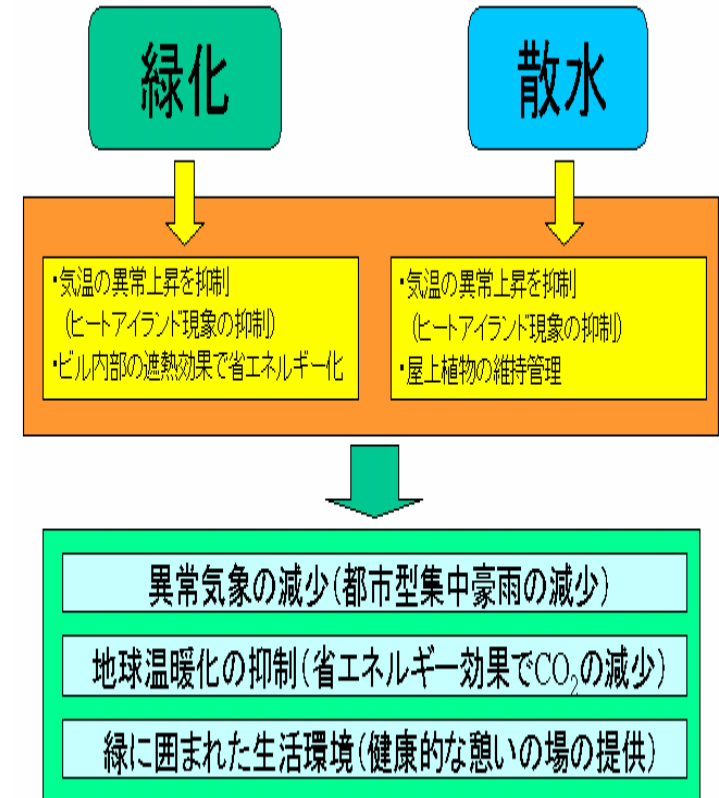 緑化
散水
・気温の異常上昇を抑制
(ヒートアイランド現象の抑制)
・ビル内部の遮熱効果で省エネルギー化
・気温の異常上昇を抑制
(ヒートアイランド現象の抑制)
・屋上植物の維持管理
異常気象の減少(都市型集中豪雨の減少)
地球温暖化の抑制(省エネルギー効果でCO₂の減少)
緑に囲まれた生活環境(健康的な憩いの場の提供)